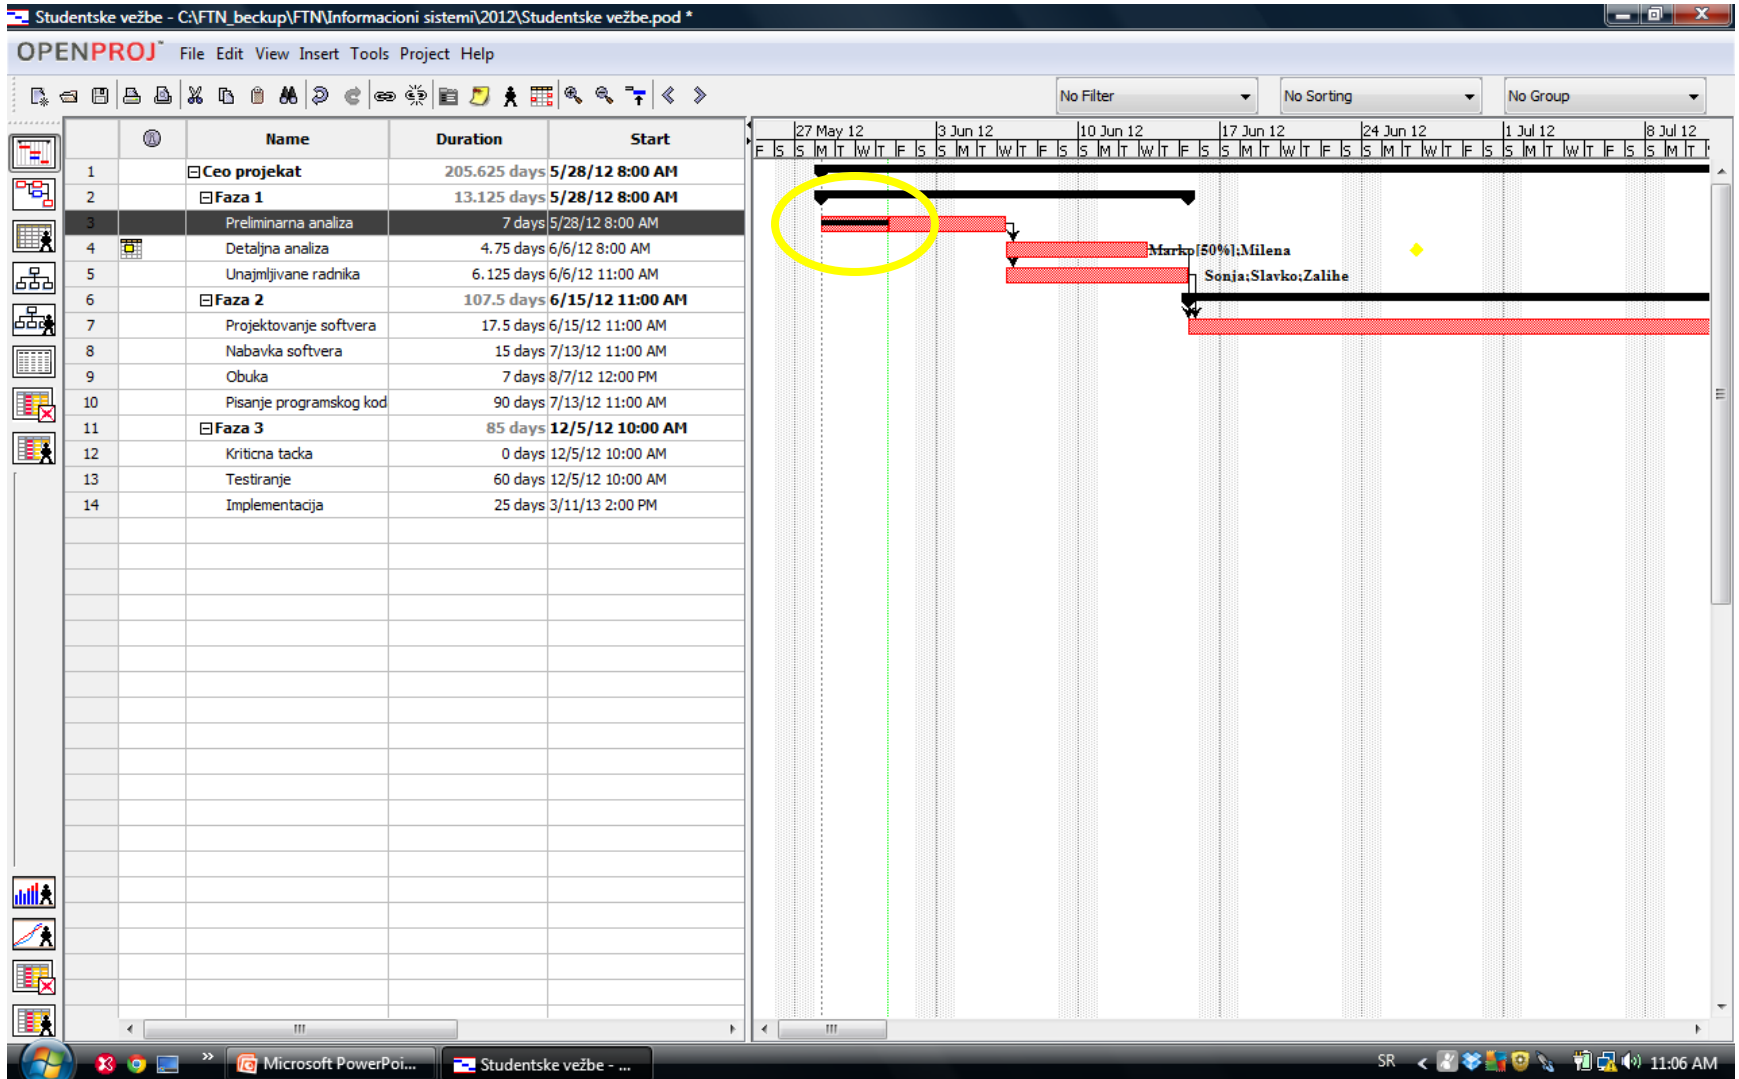 Studentske vežbe - C:\FTN_beckup\FTN\Informacioni sistemi\2012\Studentske vežbe.pod *
OPENPROJ File Edit View Insert Tools Project Help
No Filter No Sorting No Group
Name Duration Start
27 May 12 3 Jun 12 10 Jun 12 17 Jun 12 24 Jun 12 1 Jul 12 8 Jul 12
F S S M T W T F S S M T W T F S S M T W T F S S M T W T F S S M T W T F S S M T W T F S S M T
1 Ceo projekat 205.625 days 5/28/12 8:00 AM
2 Faza 1 13.125 days 5/28/12 8:00 AM
3 Preliminarna analiza 7 days 5/28/12 8:00 AM
4 Detaljna analiza 4.75 days 6/6/12 8:00 AM Marko[50%];Milena
5 Unajmljivane radnika 6.125 days 6/6/12 11:00 AM Sonja;Slavko;Zalihe
6 Faza 2 107.5 days 6/15/12 11:00 AM
7 Projektovanje softvera 17.5 days 6/15/12 11:00 AM
8 Nabavka softvera 15 days 7/13/12 11:00 AM
9 Obuka 7 days 8/7/12 12:00 PM
10 Pisanje programskog kod 90 days 7/13/12 11:00 AM
11 Faza 3 85 days 12/5/12 10:00 AM
12 Kriticna tacka 0 days 12/5/12 10:00 AM
13 Testiranje 60 days 12/5/12 10:00 AM
14 Implementacija 25 days 3/11/13 2:00 PM
Microsoft PowerPoi... Studentske vežbe - ... SR 11:06 AM